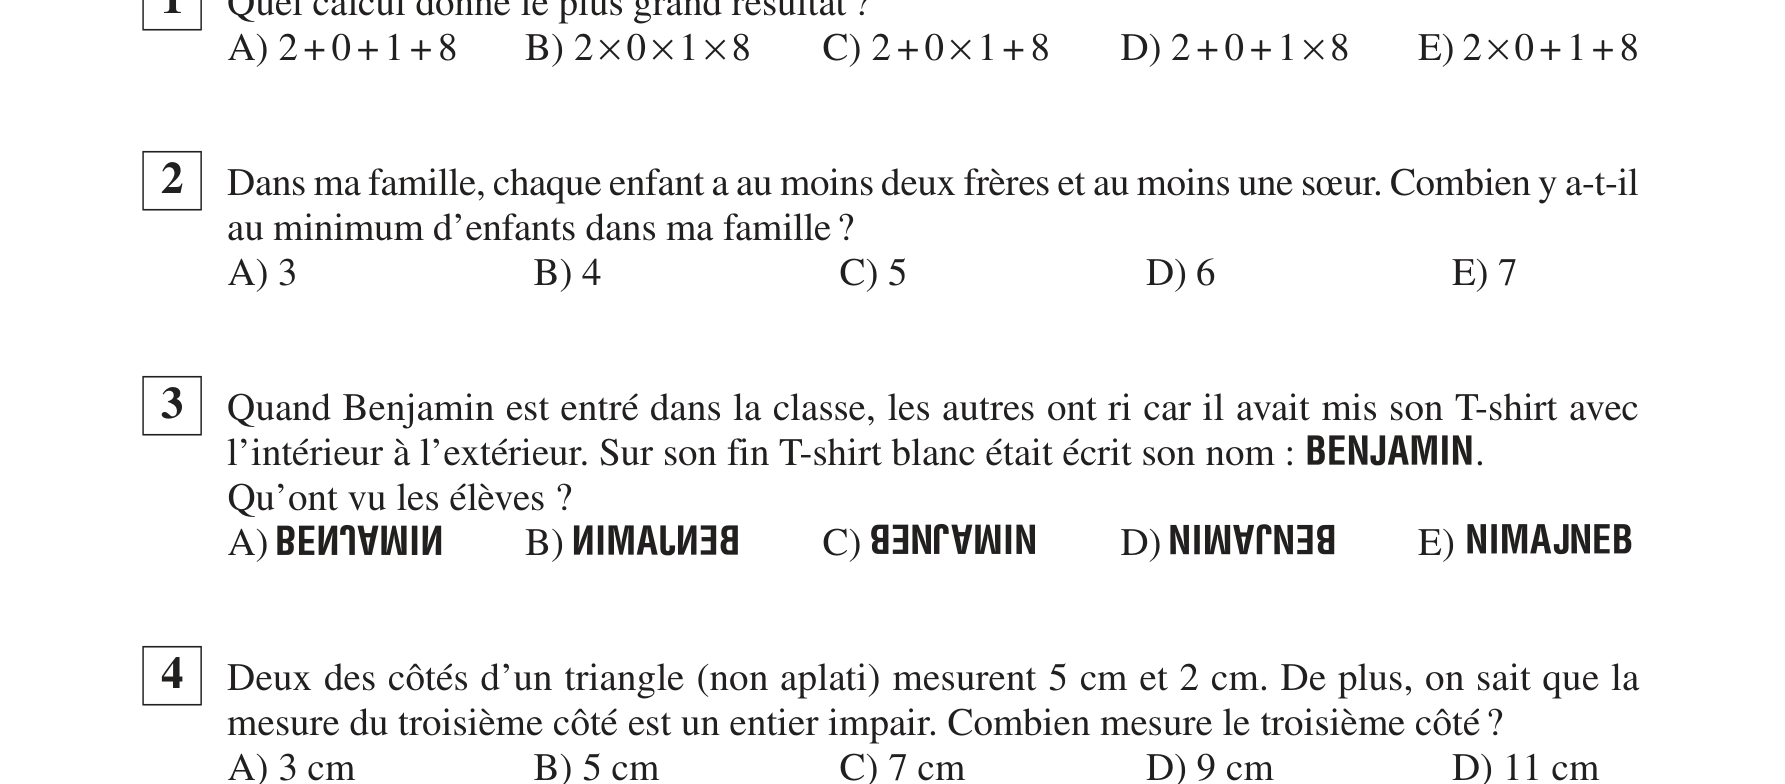 1 Quel calcul donne le plus grand résultat ?
A) 2+0+1+8 B) 2×0×1×8 C) 2+0×1+8 D) 2+0+1×8 E) 2×0+1+8
2 Dans ma famille, chaque enfant a au moins deux frères et au moins une sœur. Combien y a-t-il
au minimum d'enfants dans ma famille ?
A) 3 B) 4 C) 5 D) 6 E) 7
3 Quand Benjamin est entré dans la classe, les autres ont ri car il avait mis son T-shirt avec
l'intérieur à l'extérieur. Sur son fin T-shirt blanc était écrit son nom : BENJAMIN.
Qu'ont vu les élèves ?
A) BENJAMIN B) NIMAJNEB C) BENJAMIN D) NIMAJNEB E) NIMAJNEB
4 Deux des côtés d'un triangle (non aplati) mesurent 5 cm et 2 cm. De plus, on sait que la
mesure du troisième côté est un entier impair. Combien mesure le troisième côté ?
A) 3 cm B) 5 cm C) 7 cm D) 9 cm D) 11 cm